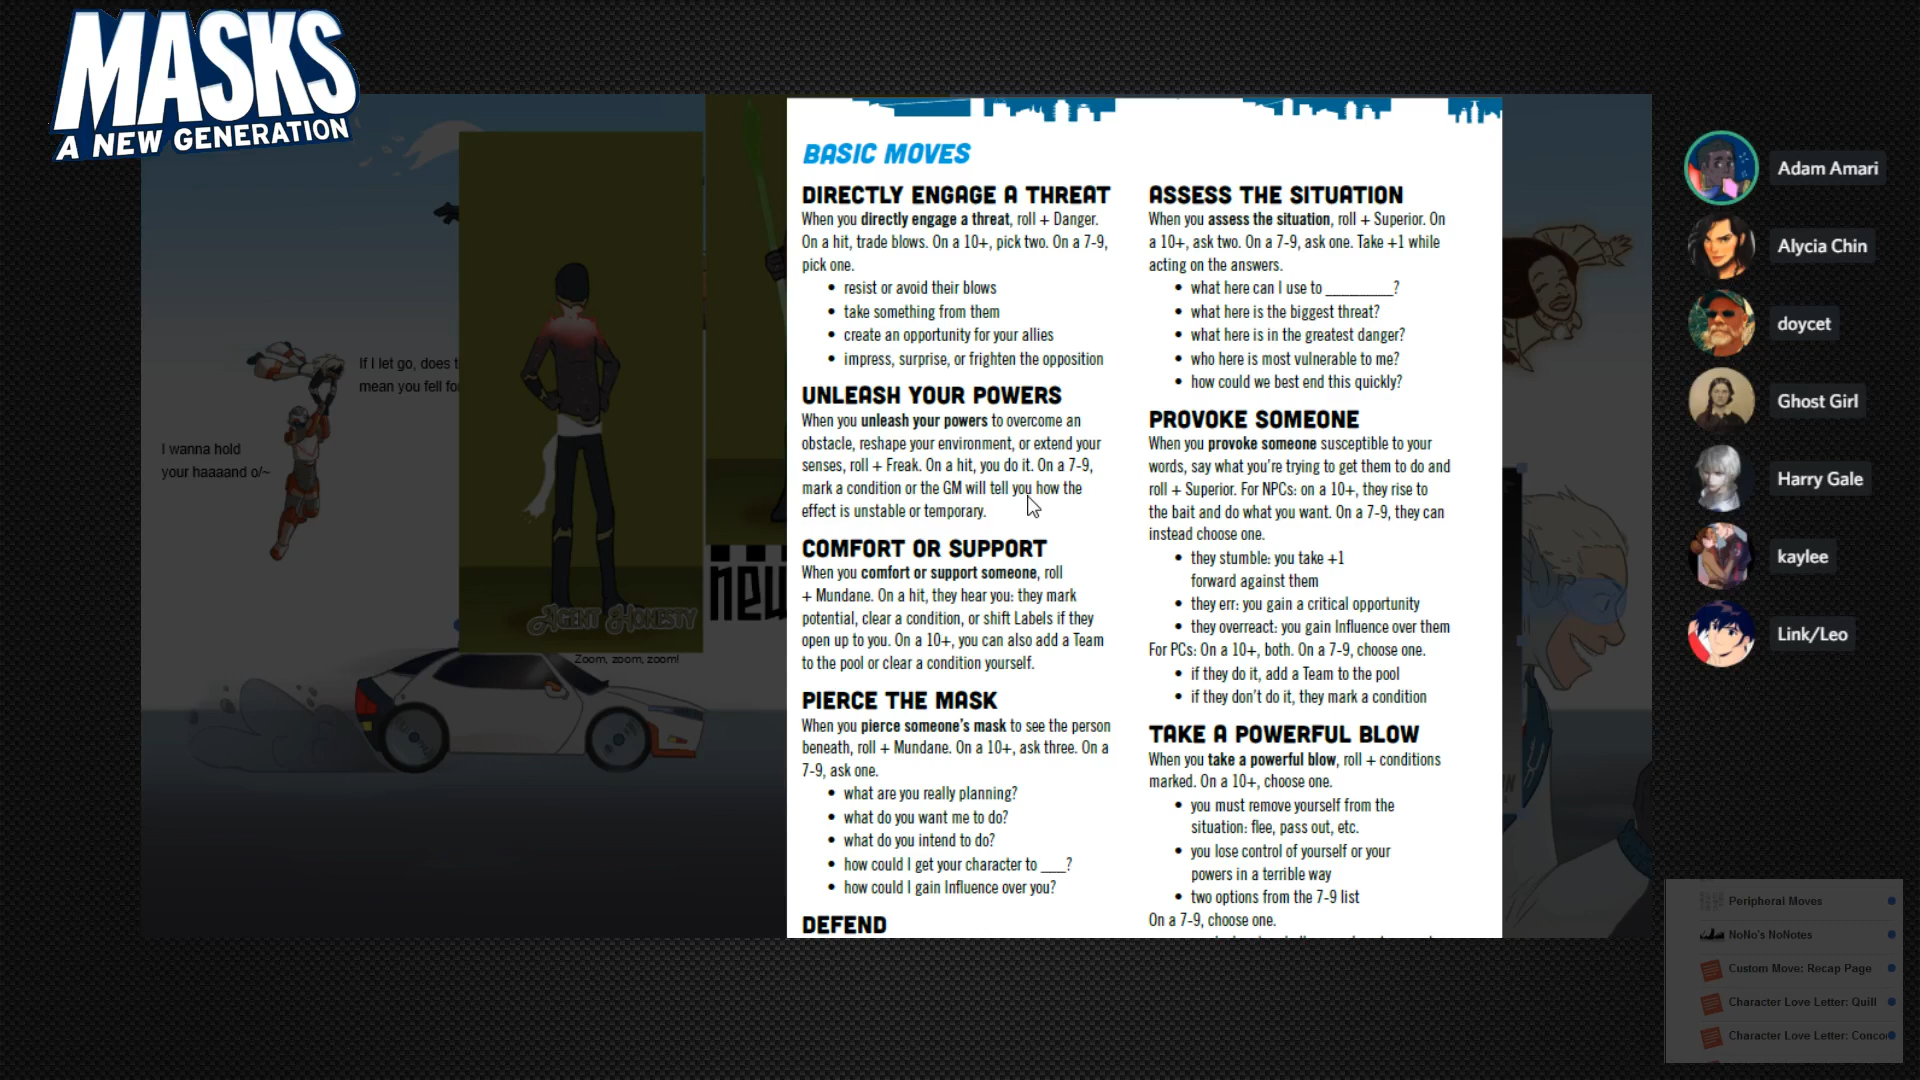 MASKS
A NEW GENERATION
If I let go, does t
mean you fell fo
I wanna hold
your haaaand o/~
AGENT HONESTY
new
Zoom, zoom, zoom!
BASIC MOVES
DIRECTLY ENGAGE A THREAT
When you directly engage a threat, roll + Danger.
On a hit, trade blows. On a 10+, pick two. On a 7-9,
pick one.
• resist or avoid their blows
• take something from them
• create an opportunity for your allies
• impress, surprise, or frighten the opposition
UNLEASH YOUR POWERS
When you unleash your powers to overcome an
obstacle, reshape your environment, or extend your
senses, roll + Freak. On a hit, you do it. On a 7-9,
mark a condition or the GM will tell you how the
effect is unstable or temporary.
COMFORT OR SUPPORT
When you comfort or support someone, roll
+ Mundane. On a hit, they hear you: they mark
potential, clear a condition, or shift Labels if they
open up to you. On a 10+, you can also add a Team
to the pool or clear a condition yourself.
PIERCE THE MASK
When you pierce someone's mask to see the person
beneath, roll + Mundane. On a 10+, ask three. On a
7-9, ask one.
• what are you really planning?
• what do you want me to do?
• what do you intend to do?
• how could I get your character to ___?
• how could I gain Influence over you?
DEFEND
ASSESS THE SITUATION
When you assess the situation, roll + Superior. On
a 10+, ask two. On a 7-9, ask one. Take +1 while
acting on the answers.
• what here can I use to ________?
• what here is the biggest threat?
• what here is in the greatest danger?
• who here is most vulnerable to me?
• how could we best end this quickly?
PROVOKE SOMEONE
When you provoke someone susceptible to your
words, say what you're trying to get them to do and
roll + Superior. For NPCs: on a 10+, they rise to
the bait and do what you want. On a 7-9, they can
instead choose one.
• they stumble: you take +1
forward against them
• they err: you gain a critical opportunity
• they overreact: you gain Influence over them
For PCs: On a 10+, both. On a 7-9, choose one.
• if they do it, add a Team to the pool
• if they don't do it, they mark a condition
TAKE A POWERFUL BLOW
When you take a powerful blow, roll + conditions
marked. On a 10+, choose one.
• you must remove yourself from the
situation: flee, pass out, etc.
• you lose control of yourself or your
powers in a terrible way
• two options from the 7-9 list
On a 7-9, choose one.
Adam Amari
Alycia Chin
doycet
Ghost Girl
Harry Gale
kaylee
Link/Leo
Peripheral Moves
NoNo's NoNotes
Custom Move: Recap Page
Character Love Letter: Quill
Character Love Letter: Conco